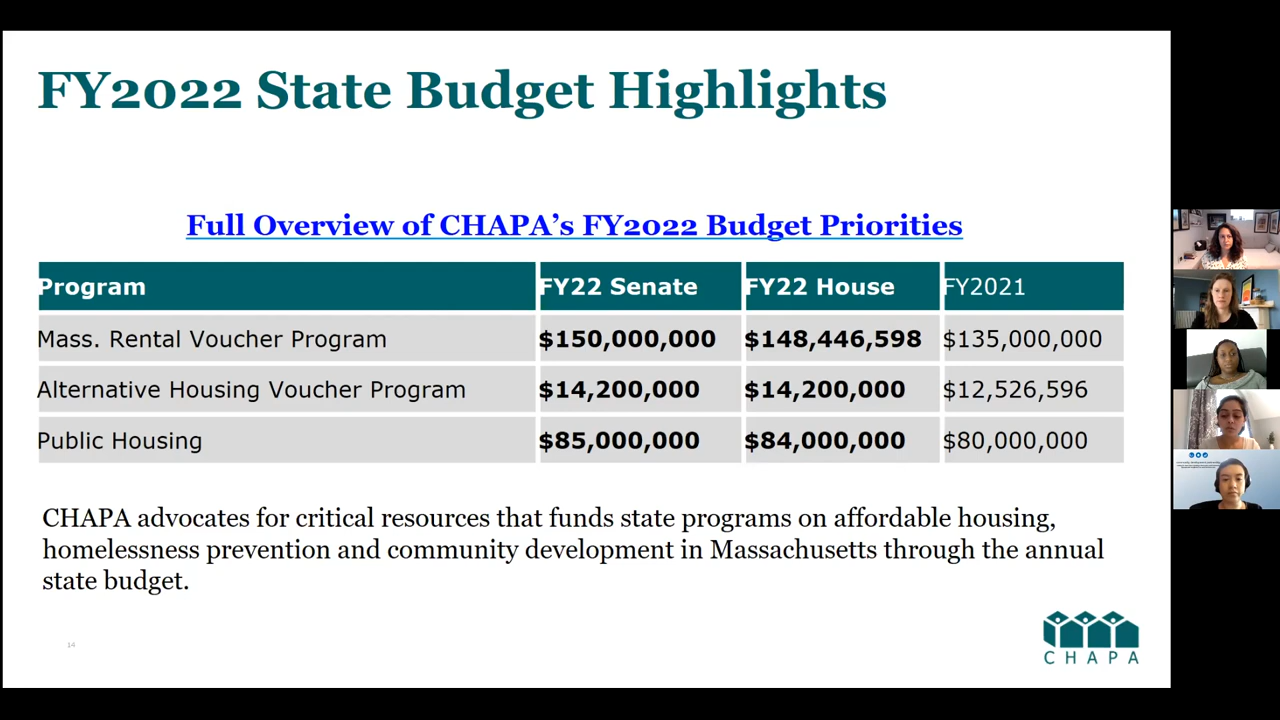 FY2022 State Budget Highlights
Full Overview of CHAPA’s FY2022 Budget Priorities
Program FY22 Senate FY22 House FY2021
Mass. Rental Voucher Program $150,000,000 $148,446,598 $135,000,000
Alternative Housing Voucher Program $14,200,000 $14,200,000 $12,526,596
Public Housing $85,000,000 $84,000,000 $80,000,000
CHAPA advocates for critical resources that funds state programs on affordable housing,
homelessness prevention and community development in Massachusetts through the annual
state budget.
14
CHAPA